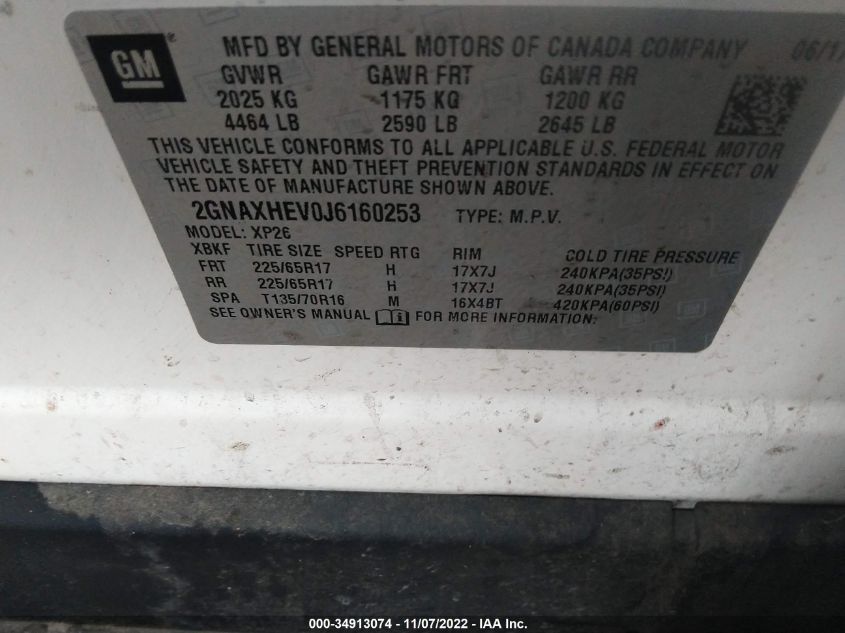 GM
MFD BY GENERAL MOTORS OF CANADA COMPANY 06/17
GVWR GAWR FRT GAWR RR
2025 KG 1175 KG 1200 KG
4464 LB 2590 LB 2645 LB
THIS VEHICLE CONFORMS TO ALL APPLICABLE U.S. FEDERAL MOTOR
VEHICLE SAFETY AND THEFT PREVENTION STANDARDS IN EFFECT ON
THE DATE OF MANUFACTURE SHOWN ABOVE.
2GNAXHEV0J6160253 TYPE: M.P.V.
MODEL: XP26
XBKF TIRE SIZE SPEED RTG RIM COLD TIRE PRESSURE
FRT 225/65R17 H 17X7J 240KPA(35PSI)
RR 225/65R17 H 17X7J 240KPA(35PSI)
SPA T135/70R16 M 16X4BT 420KPA(60PSI)
SEE OWNER'S MANUAL FOR MORE INFORMATION.
000-34913074 - 11/07/2022 - IAA Inc.